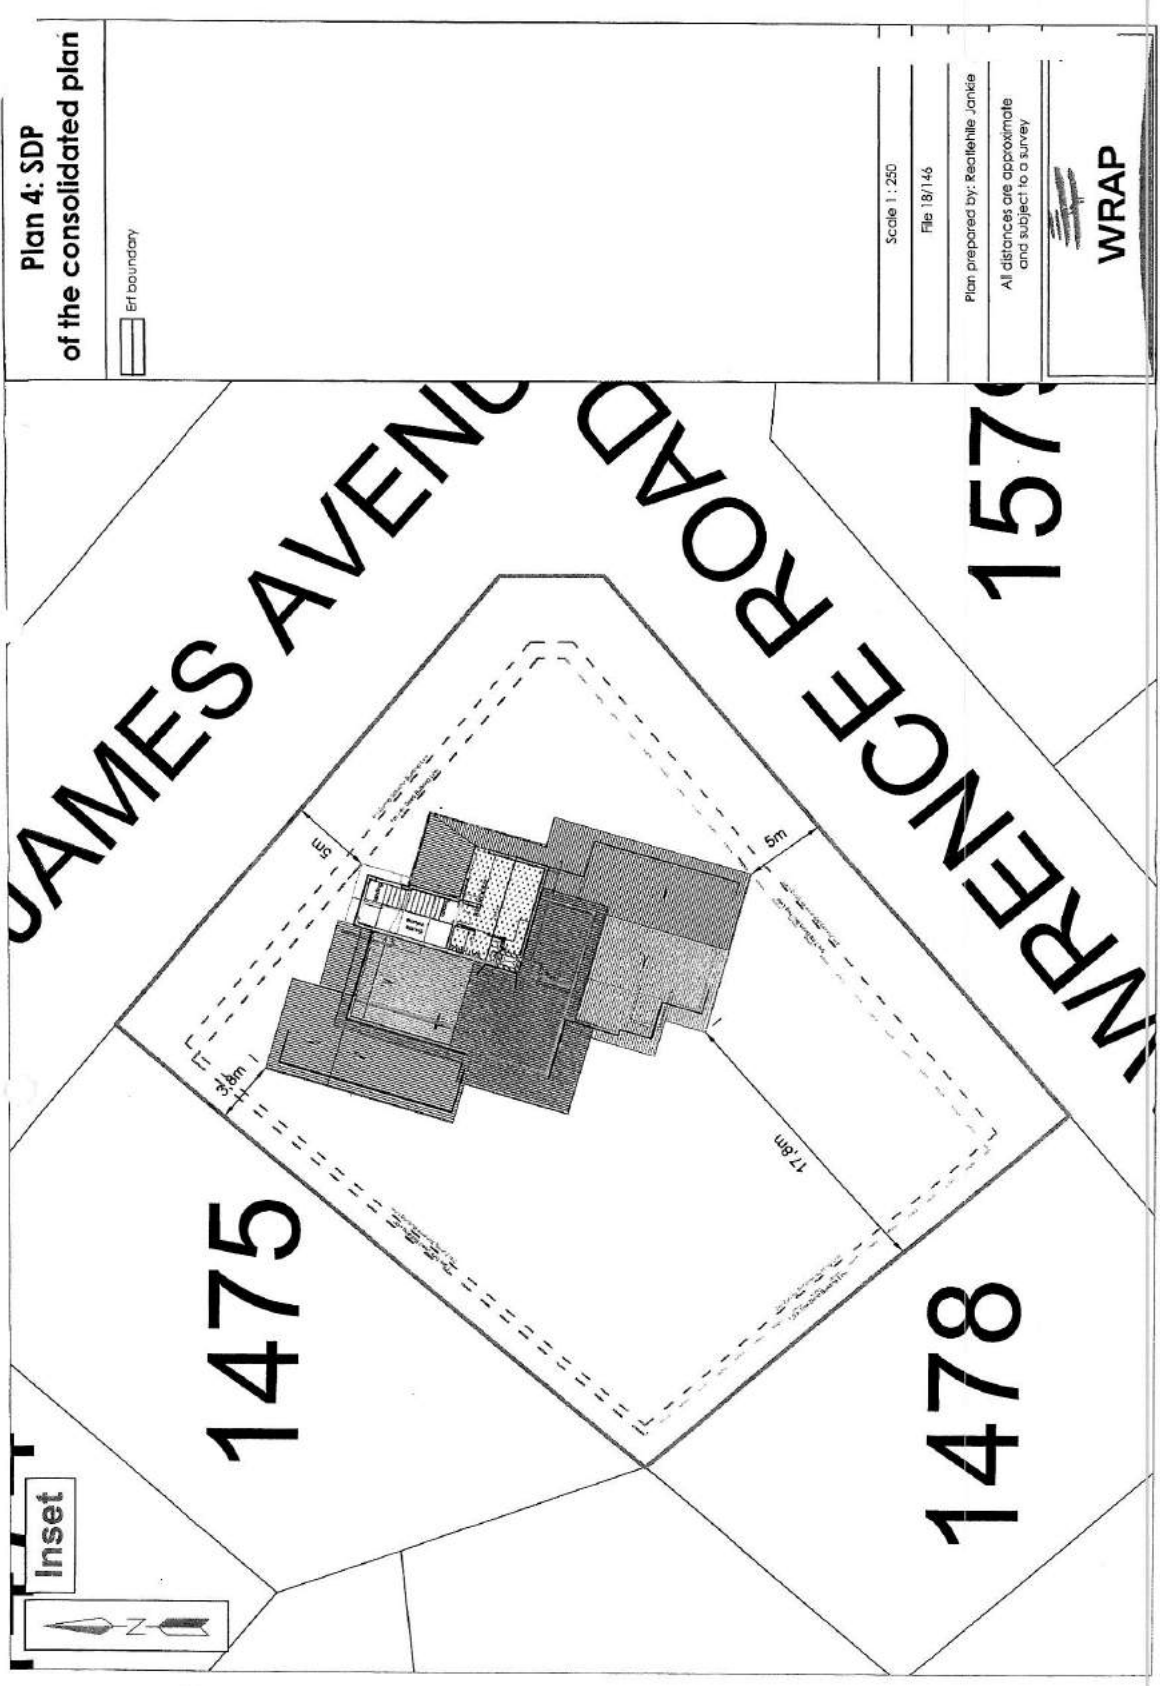 Plan 4: SDP
of the consolidated plan
Erf boundary
Scale 1 : 250
File 18/146
Plan prepared by: Reatlehile Jankie
All distances are approximate
and subject to a survey
WRAP
JAMES AVENU
WRENCE ROAD
157
5m
5m
3,8m
17,8m
1475
1478
Inset
N